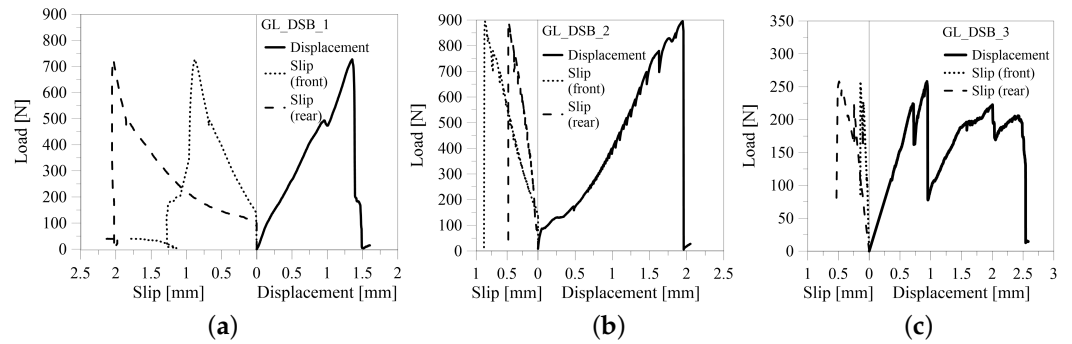 GL_DSB_1
Displacement
Slip
(front)
Slip
(rear)
Load [N]
900
800
700
600
500
400
300
200
100
0
2.5 2 1.5 1 0.5 0 0.5 1 1.5 2
Slip [mm] Displacement [mm]
(a)
GL_DSB_2
Displacement
Slip
(front)
Slip
(rear)
Load [N]
900
800
700
600
500
400
300
200
100
0
1 0.5 0 0.5 1 1.5 2 2.5
Slip [mm] Displacement [mm]
(b)
GL_DSB_3
Displacement
Slip (front)
Slip (rear)
Load [N]
350
300
250
200
150
100
50
0
1 0.5 0 0.5 1 1.5 2 2.5 3
Slip [mm] Displacement [mm]
(c)